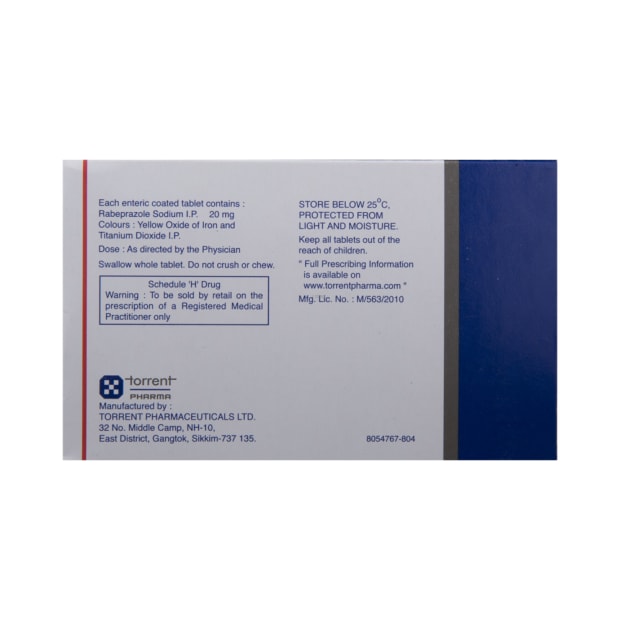 Each enteric coated tablet contains :
Rabeprazole Sodium I.P. 20 mg
Colours : Yellow Oxide of Iron and
Titanium Dioxide I.P.
Dose : As directed by the Physician
Swallow whole tablet. Do not crush or chew.
Schedule 'H' Drug
Warning : To be sold by retail on the
prescription of a Registered Medical
Practitioner only
torrent
PHARMA
Manufactured by :
TORRENT PHARMACEUTICALS LTD.
32 No. Middle Camp, NH-10,
East District, Gangtok, Sikkim-737 135.
STORE BELOW 25°C,
PROTECTED FROM
LIGHT AND MOISTURE.
Keep all tablets out of the
reach of children.
" Full Prescribing Information
is available on
www.torrentpharma.com "
Mfg. Lic. No. : M/563/2010
8054767-804